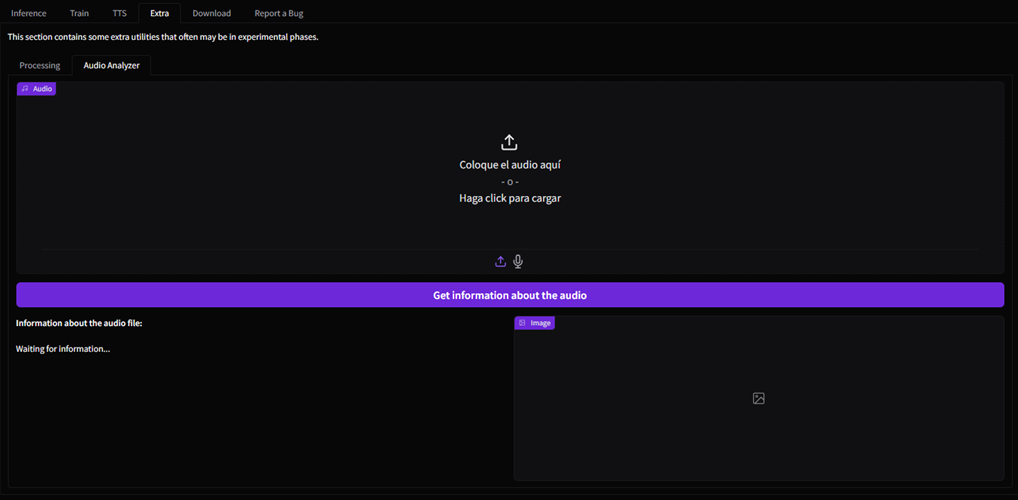 Inference Train TTS Extra Download Report a Bug
This section contains some extra utilities that often may be in experimental phases.
Processing Audio Analyzer
Audio
Coloque el audio aquí
- o -
Haga click para cargar
Get information about the audio
Information about the audio file:
Image
Waiting for information...